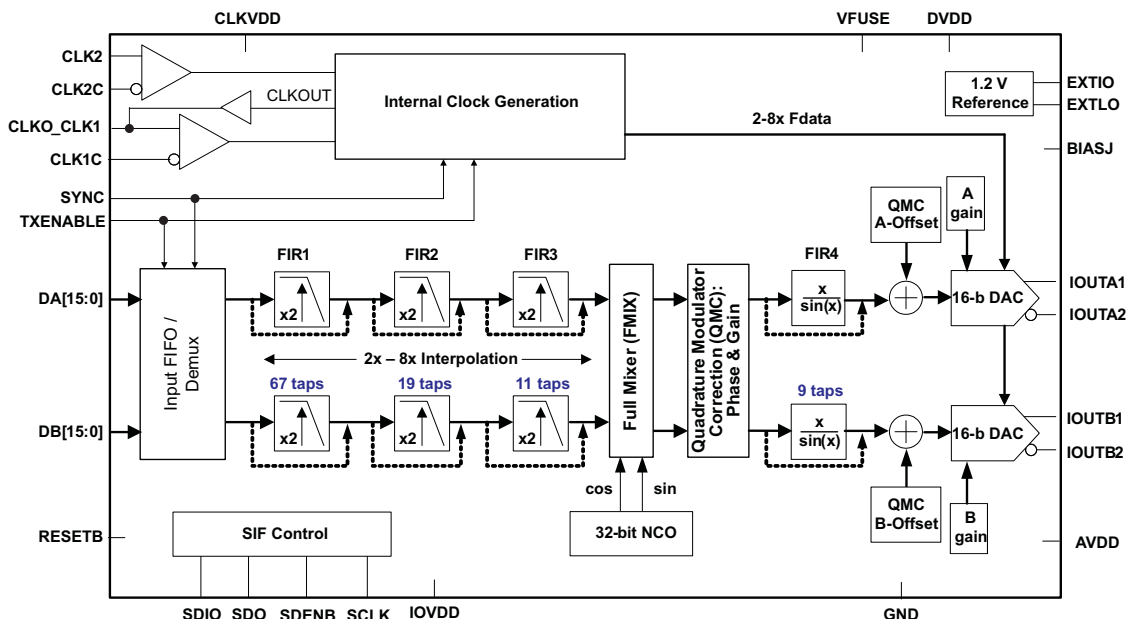 CLKVDD
VFUSE
DVDD
CLK2
CLK2C
CLKOUT
CLKO_CLK1
CLK1C
Internal Clock Generation
1.2 V
Reference
EXTIO
EXTLO
2-8x Fdata
BIASJ
SYNC
TXENABLE
QMC
A-Offset
A
gain
FIR1
FIR2
FIR3
FIR4
DA[15:0]
x2
x2
x2
x
sin(x)
16-b DAC
IOUTA1
IOUTA2
Input FIFO /
Demux
2x – 8x Interpolation
Full Mixer (FMIX)
Quadrature Modulator
Correction (QMC):
Phase & Gain
67 taps
19 taps
11 taps
9 taps
DB[15:0]
x2
x2
x2
x
sin(x)
16-b DAC
IOUTB1
IOUTB2
cos
sin
QMC
B-Offset
B
gain
RESETB
SIF Control
32-bit NCO
AVDD
SDIO
SDO
SDENB
SCLK
IOVDD
GND